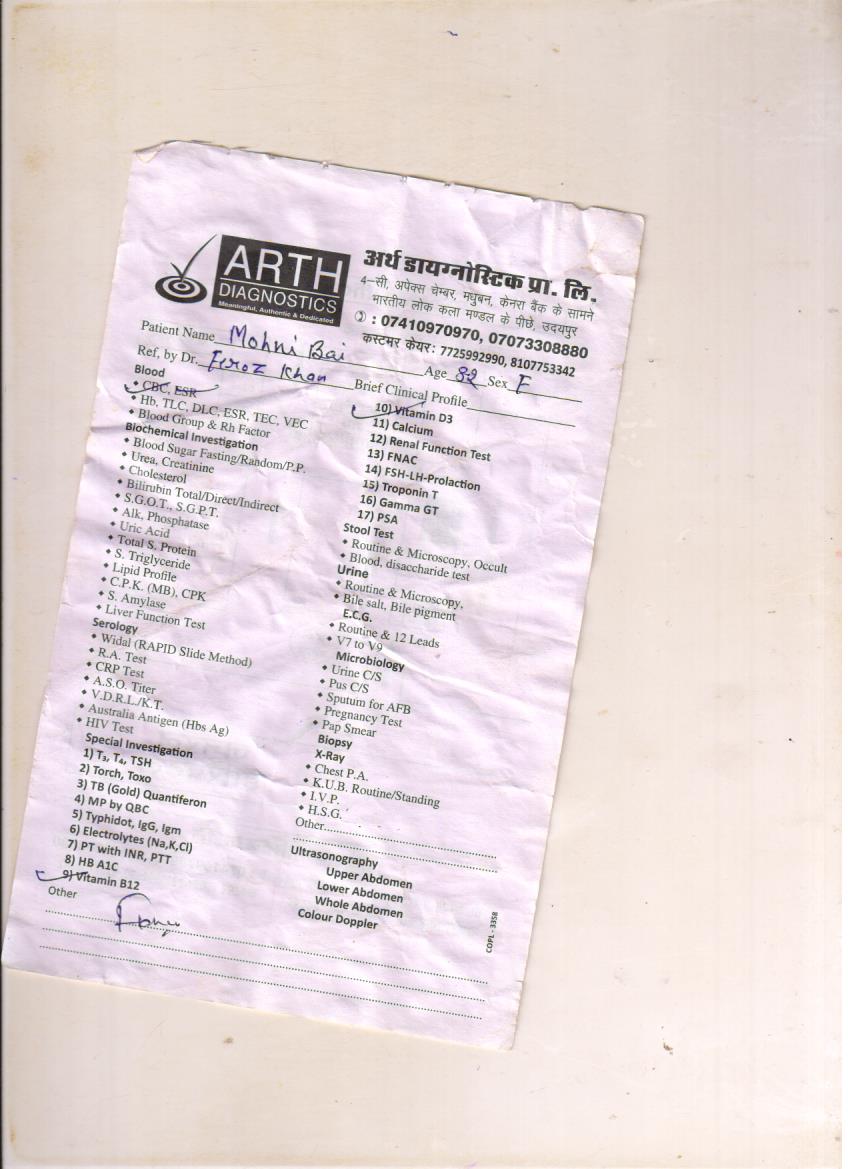 ARTH
DIAGNOSTICS
Meaningful, Authentic & Dedicated
अर्थ डायग्नोस्टिक प्रा. लि.
4–सी, अपेक्स चेम्बर, मधुबन, केनरा बैंक के सामने
भारतीय लोक कला मण्डल के पीछे, उदयपुर
: 07410970970, 07073308880
कस्टमर केयर: 7725992990, 8107753342
Patient Name Mohni Bai Age 82 Sex F
Ref, by Dr. Firoz Khan Brief Clinical Profile
Blood
CBC, ESR
Hb, TLC, DLC, ESR, TEC, VEC
Blood Group & Rh Factor
Biochemical Investigation
Blood Sugar Fasting/Random/P.P.
Urea, Creatinine
Cholesterol
Bilirubin Total/Direct/Indirect
S.G.O.T., S.G.P.T.
Alk, Phosphatase
Uric Acid
Total S. Protein
S. Triglyceride
Lipid Profile
C.P.K. (MB), CPK
S. Amylase
Liver Function Test
Serology
Widal (RAPID Slide Method)
R.A. Test
CRP Test
A.S.O. Titer
V.D.R.L./K.T.
Australia Antigen (Hbs Ag)
HIV Test
Special Investigation
1) T₃, T₄, TSH
2) Torch, Toxo
3) TB (Gold) Quantiferon
4) MP by QBC
5) Typhidot, IgG, Igm
6) Electrolytes (Na,K,Cl)
7) PT with INR, PTT
8) HB A1C
9) Vitamin B12
Other
10) Vitamin D3
11) Calcium
12) Renal Function Test
13) FNAC
14) FSH-LH-Prolaction
15) Troponin T
16) Gamma GT
17) PSA
Stool Test
Routine & Microscopy, Occult
Blood, disaccharide test
Urine
Routine & Microscopy,
Bile salt, Bile pigment
E.C.G.
Routine & 12 Leads
V7 to V9
Microbiology
Urine C/S
Pus C/S
Sputum for AFB
Pregnancy Test
Pap Smear
Biopsy
X-Ray
Chest P.A.
K.U.B. Routine/Standing
I.V.P.
H.S.G.
Other
Ultrasonography
Upper Abdomen
Lower Abdomen
Whole Abdomen
Colour Doppler
COPL - 3358